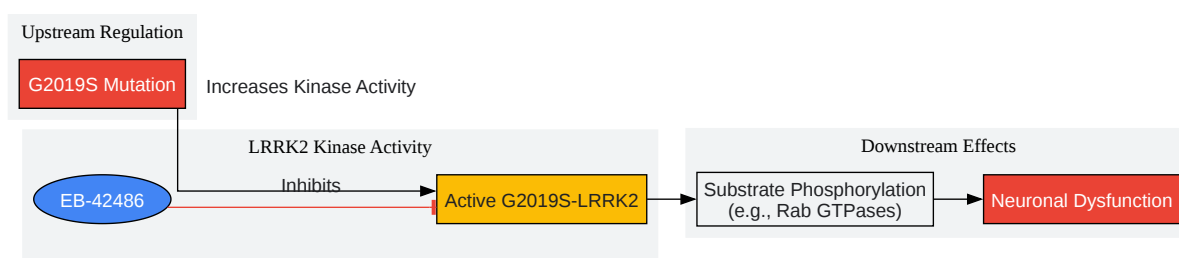 Upstream Regulation
G2019S Mutation
Increases Kinase Activity
LRRK2 Kinase Activity
Inhibits
EB-42486
Active G2019S-LRRK2
Downstream Effects
Substrate Phosphorylation
(e.g., Rab GTPases)
Neuronal Dysfunction